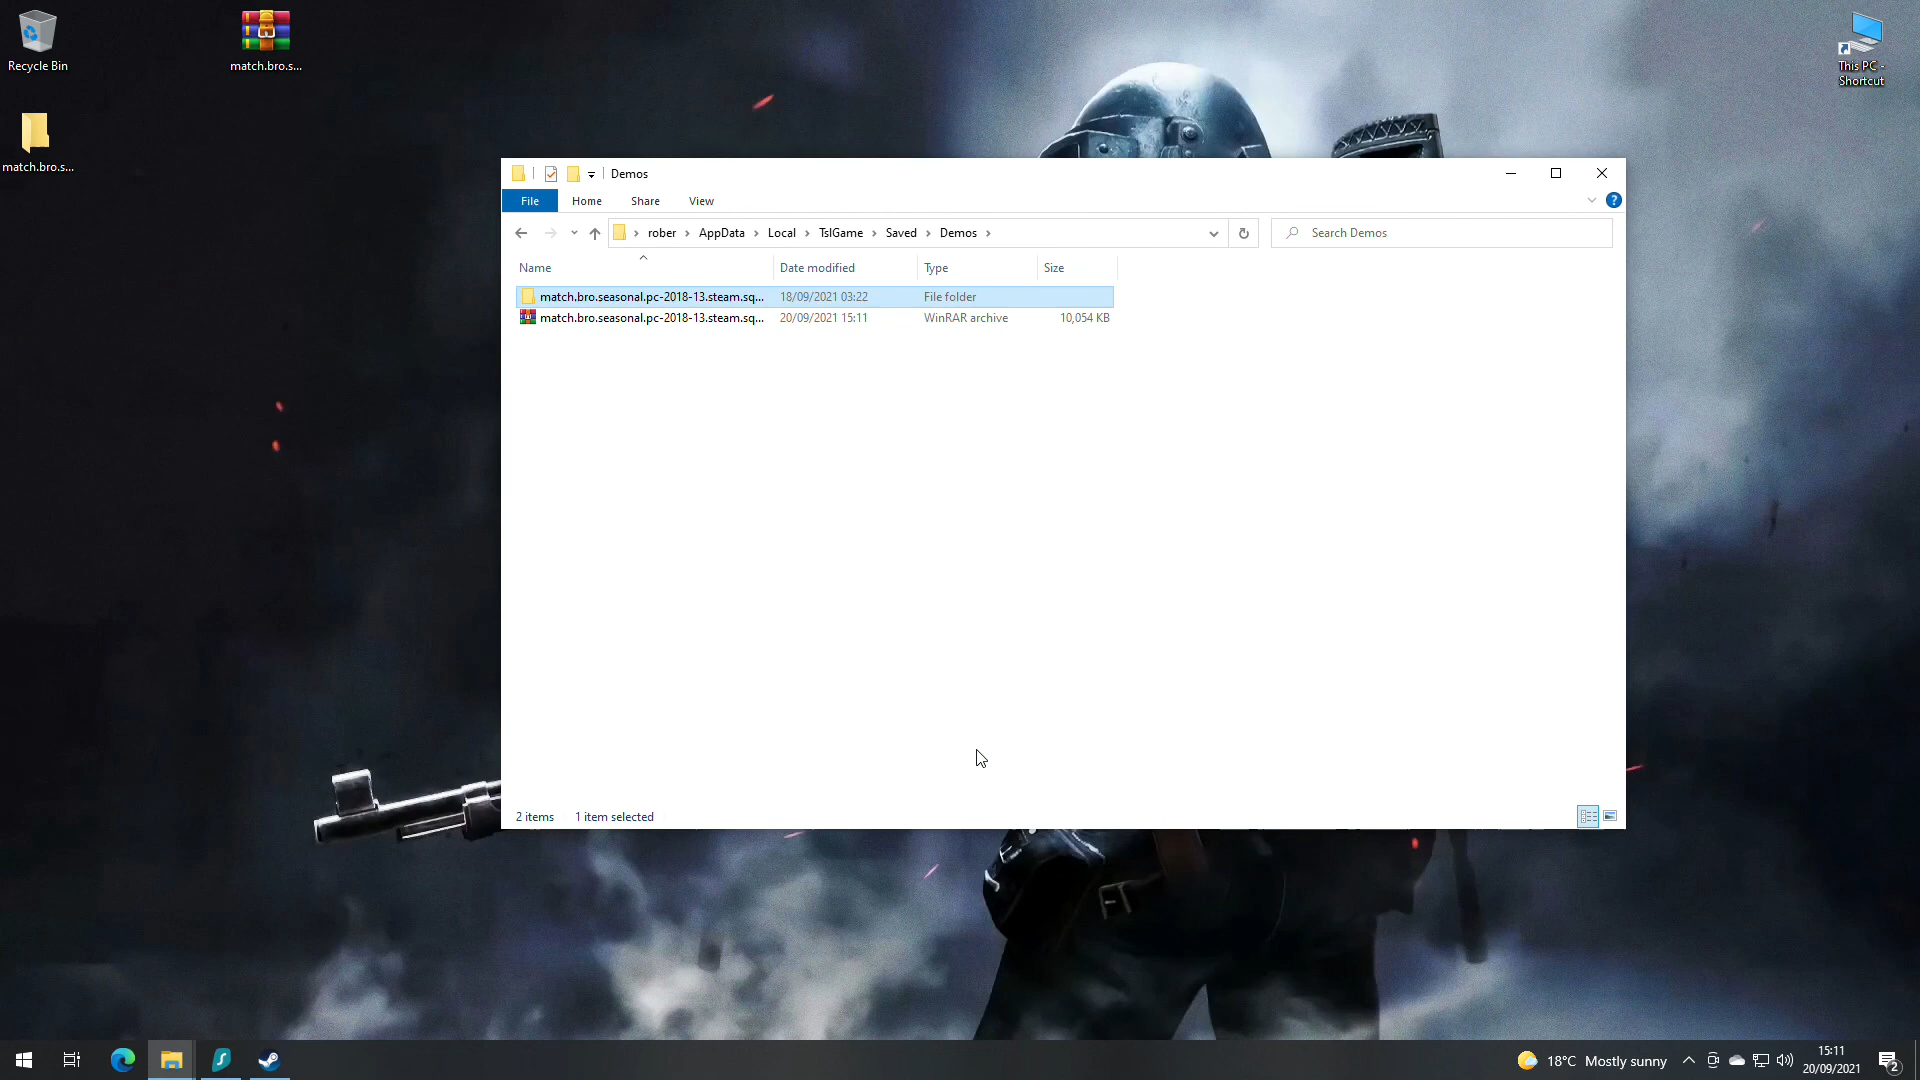 Recycle Bin
match.bro.s...
This PC -
Shortcut
match.bro.s...
Demos
File Home Share View
rober AppData Local TslGame Saved Demos
Search Demos
Name Date modified Type Size
match.bro.seasonal.pc-2018-13.steam.sq... 18/09/2021 03:22 File folder
match.bro.seasonal.pc-2018-13.steam.sq... 20/09/2021 15:11 WinRAR archive 10,054 KB
2 items 1 item selected
18°C Mostly sunny
15:11
20/09/2021
2